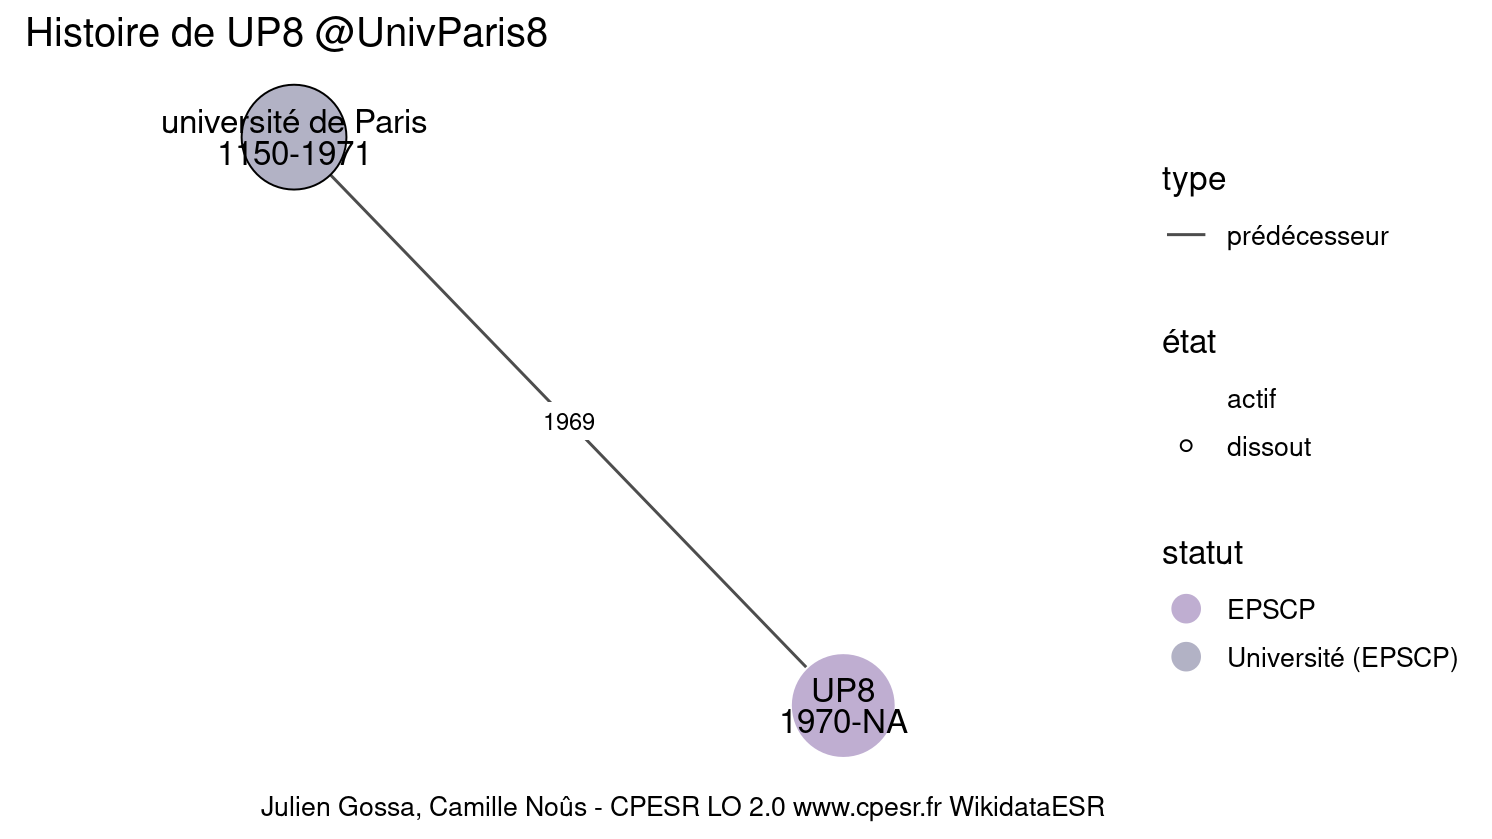 Histoire de UP8 @UnivParis8
université de Paris
1150-1971
1969
UP8
1970-NA
type
prédécesseur
état
actif
dissout
statut
EPSCP
Université (EPSCP)
Julien Gossa, Camille Noûs - CPESR LO 2.0 www.cpesr.fr WikidataESR